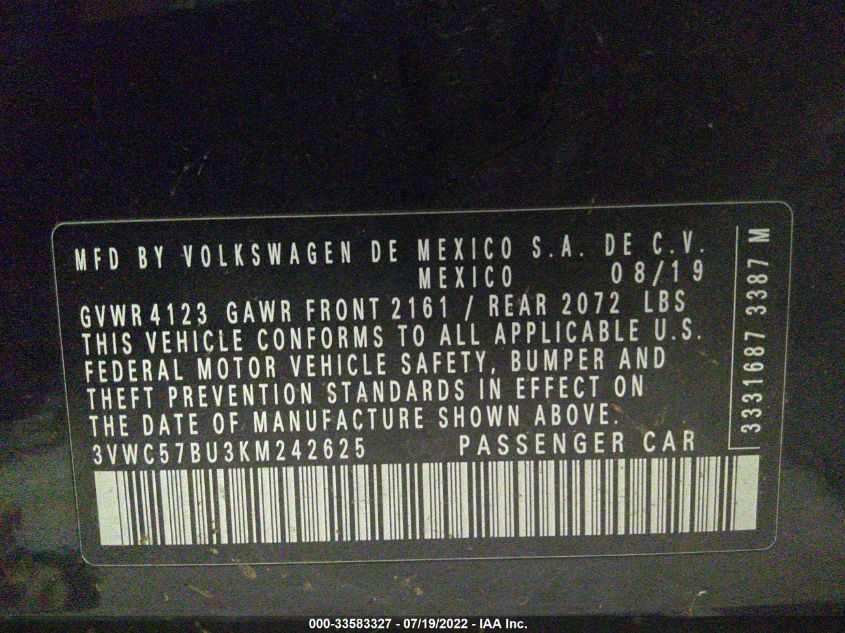 MFD BY VOLKSWAGEN DE MEXICO S.A. DE C.V.
MEXICO 08/19
GVWR 4123 GAWR FRONT 2161 / REAR 2072 LBS
THIS VEHICLE CONFORMS TO ALL APPLICABLE U.S.
FEDERAL MOTOR VEHICLE SAFETY, BUMPER AND
THEFT PREVENTION STANDARDS IN EFFECT ON
THE DATE OF MANUFACTURE SHOWN ABOVE.
3VWC57BU3KM242625 PASSENGER CAR
3331687 3387 M
000-33583327 - 07/19/2022 - IAA Inc.